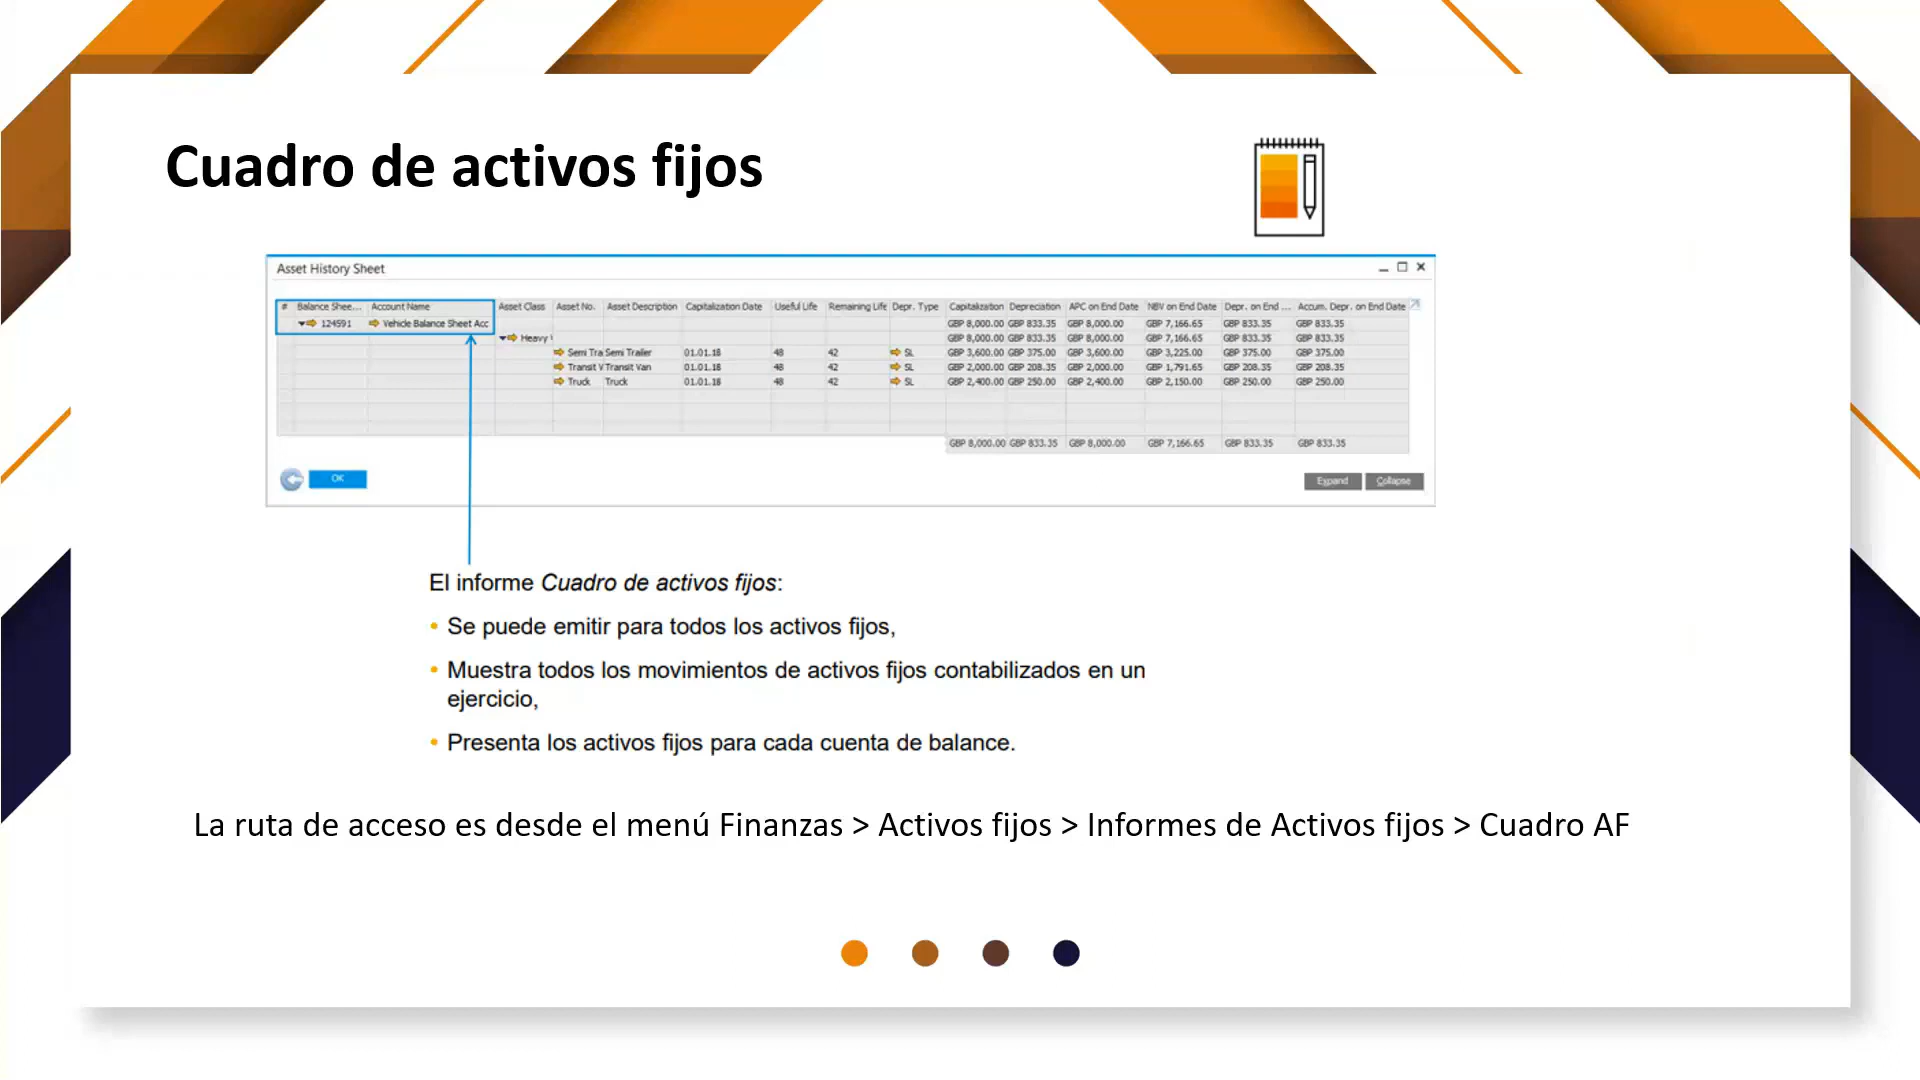 Cuadro de activos fijos
Asset History Sheet
# Balance Shee... Account Name Asset Class Asset No. Asset Description Capitalization Date Useful Life Remaining Life Depr. Type Capitalization Depreciation APC on End Date NBV on End Date Depr. on End ... Accum. Depr. on End Date
124591 Vehicle Balance Sheet Acc GBP 8,000.00 GBP 833.35 GBP 8,000.00 GBP 7,166.65 GBP 833.35 GBP 833.35
Heavy GBP 8,000.00 GBP 833.35 GBP 8,000.00 GBP 7,166.65 GBP 833.35 GBP 833.35
Semi Tra Semi Trailer 01.01.18 48 42 SL GBP 3,600.00 GBP 375.00 GBP 3,600.00 GBP 3,225.00 GBP 375.00 GBP 375.00
Transit V Transit Van 01.01.18 48 42 SL GBP 2,000.00 GBP 208.35 GBP 2,000.00 GBP 1,791.65 GBP 208.35 GBP 208.35
Truck Truck 01.01.18 48 42 SL GBP 2,400.00 GBP 250.00 GBP 2,400.00 GBP 2,150.00 GBP 250.00 GBP 250.00
GBP 8,000.00 GBP 833.35 GBP 8,000.00 GBP 7,166.65 GBP 833.35 GBP 833.35
OK Expand Collapse
El informe Cuadro de activos fijos:
• Se puede emitir para todos los activos fijos,
• Muestra todos los movimientos de activos fijos contabilizados en un
ejercicio,
• Presenta los activos fijos para cada cuenta de balance.
La ruta de acceso es desde el menú Finanzas > Activos fijos > Informes de Activos fijos > Cuadro AF